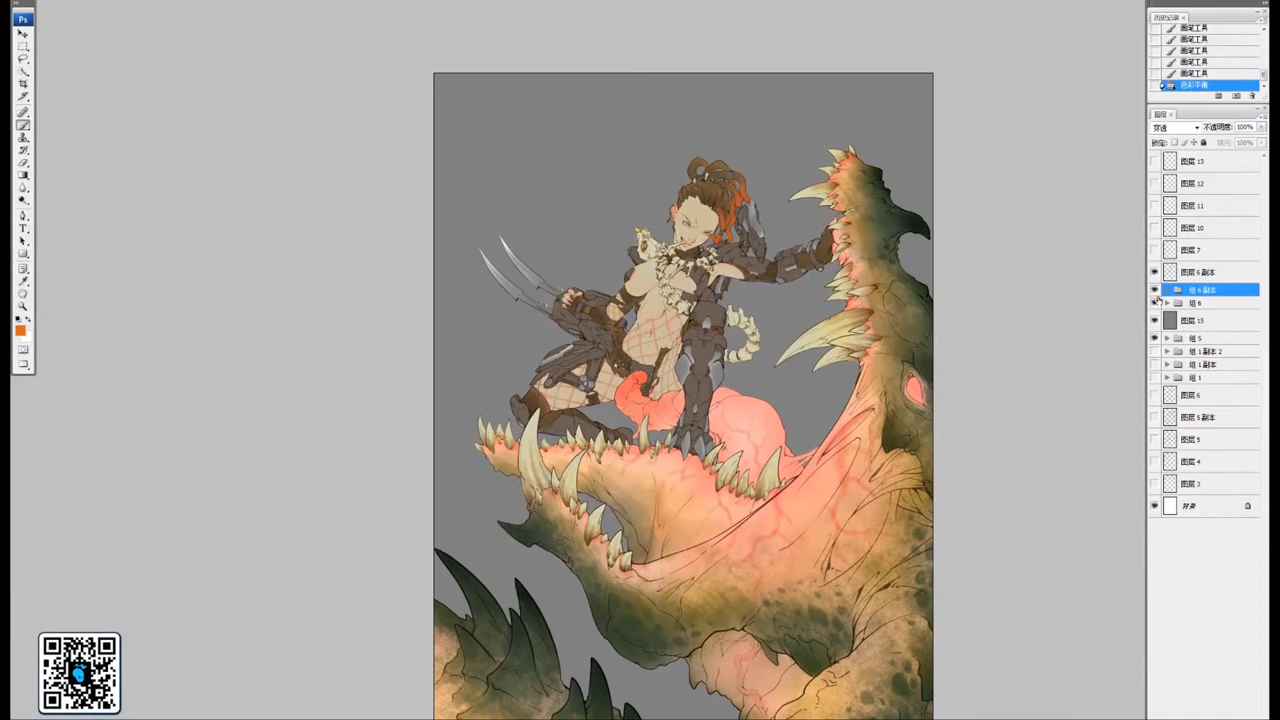 Ps
历史记录 ×
画笔工具
画笔工具
画笔工具
画笔工具
画笔工具
色彩平衡
图层 ×
穿透 不透明度: 100%
锁定: 填充: 100%
图层 13
图层 12
图层 11
图层 10
图层 7
图层 6 副本
组 6 副本
组 6
图层 15
组 5
组 1 副本 2
组 1 副本
组 1
图层 6
图层 5 副本
图层 5
图层 4
图层 3
背景